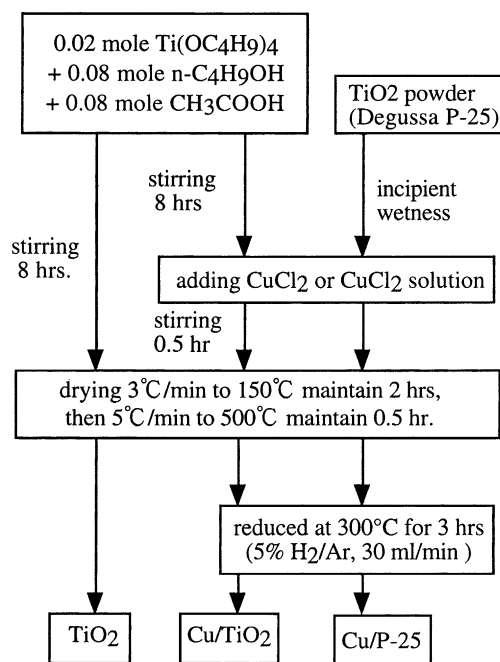 0.02 mole Ti(OC4H9)4
+ 0.08 mole n-C4H9OH
+ 0.08 mole CH3COOH
TiO2 powder
(Degussa P-25)
stirring
8 hrs
incipient
wetness
stirring
8 hrs.
adding CuCl2 or CuCl2 solution
stirring
0.5 hr
drying 3℃/min to 150℃ maintain 2 hrs,
then 5℃/min to 500℃ maintain 0.5 hr.
reduced at 300°C for 3 hrs
(5% H2/Ar, 30 ml/min )
TiO2
Cu/TiO2
Cu/P-25